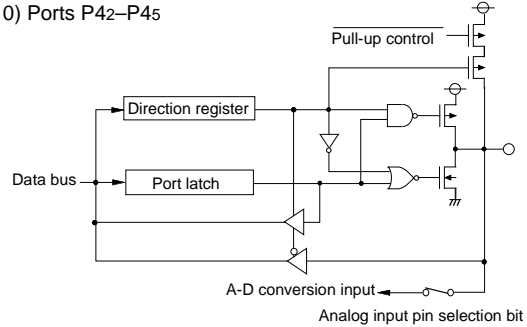 0) Ports P42–P45
Pull-up control
Direction register
Data bus
Port latch
A-D conversion input
Analog input pin selection bit